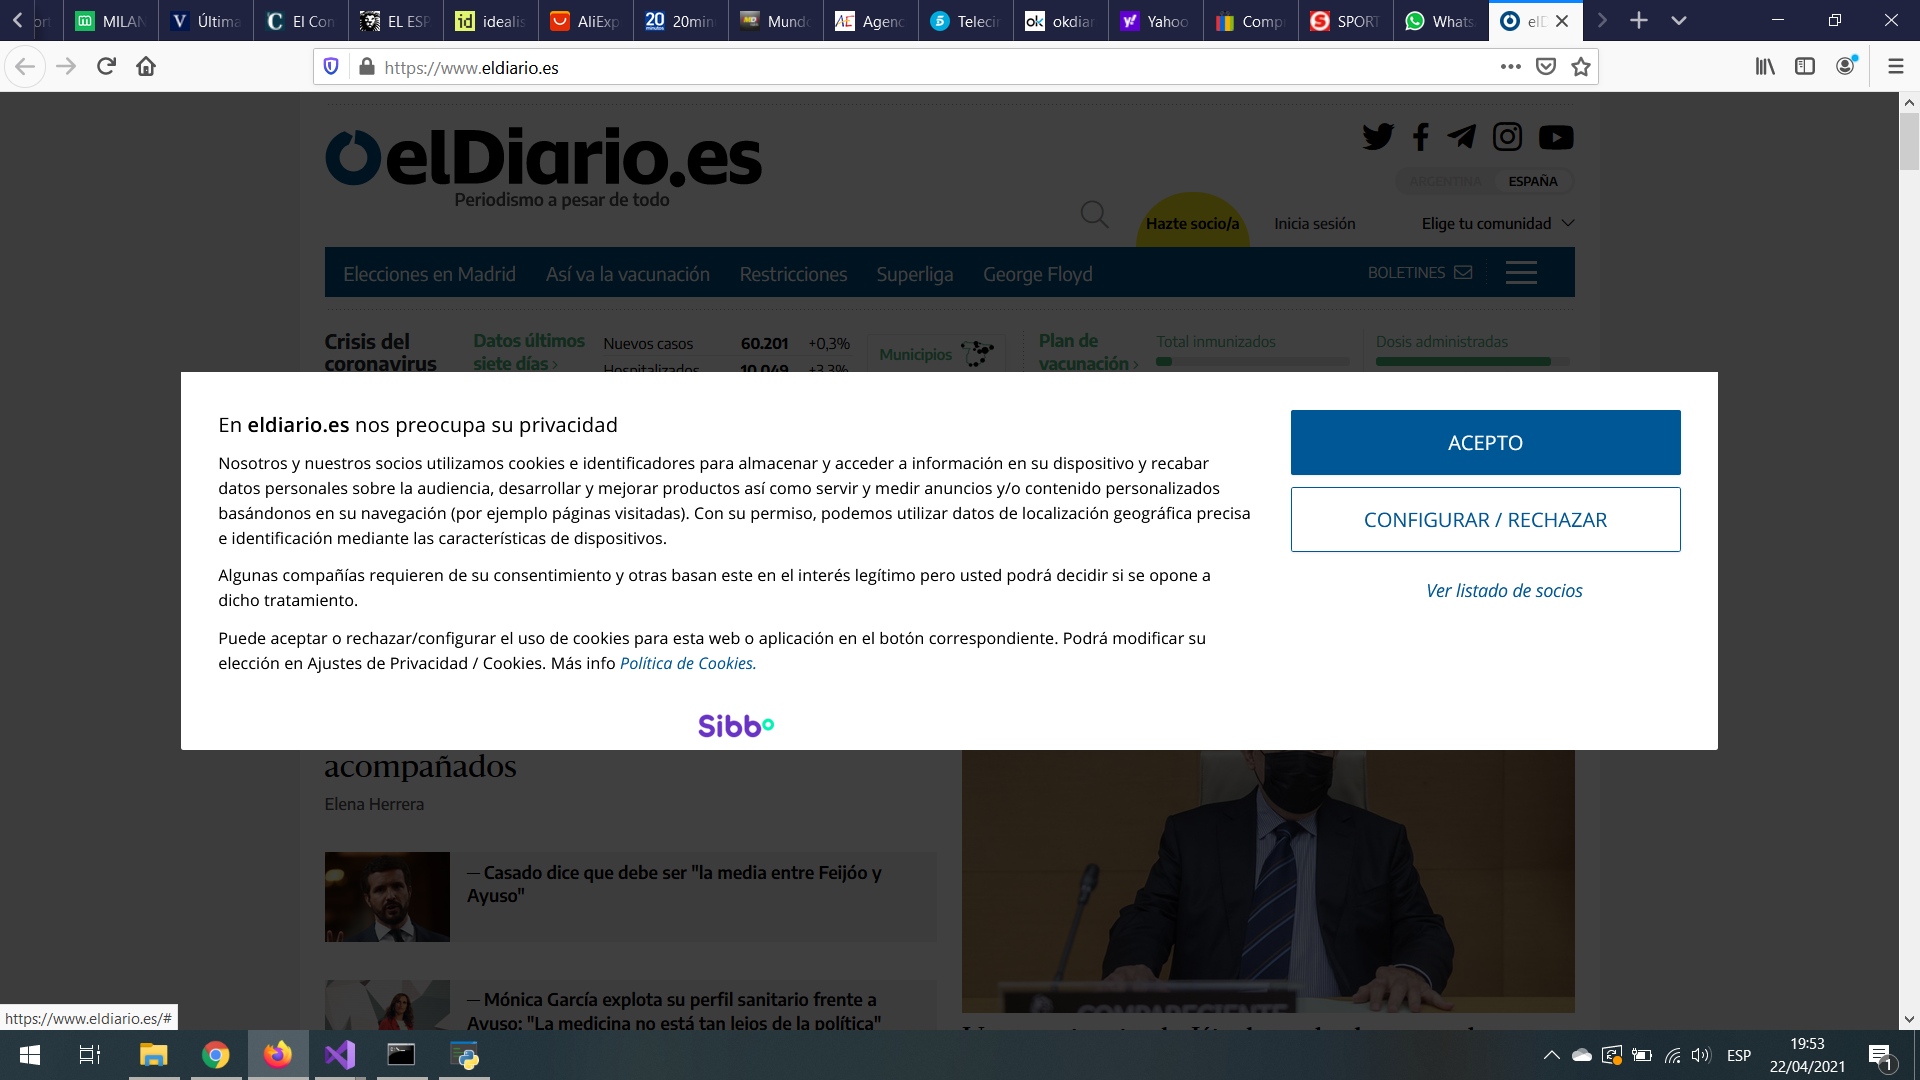 MILAN
Última
El Con
EL ESP
idealis
AliExp
20min
Mundo
Agenc
Telecin
okdiar
Yahoo
Comp
SPORT
Whats
elD
https://www.eldiario.es
elDiario.es
Periodismo a pesar de todo
ARGENTINA ESPAÑA
Hazte socio/a Inicia sesión Elige tu comunidad
Elecciones en Madrid Así va la vacunación Restricciones Superliga George Floyd BOLETINES
Crisis del coronavirus
Datos últimos siete días ›
Nuevos casos 60.201 +0,3%
Hospitalizados 10.049 +3,3%
Municipios
Plan de vacunación ›
Total inmunizados
Dosis administradas
En eldiario.es nos preocupa su privacidad
Nosotros y nuestros socios utilizamos cookies e identificadores para almacenar y acceder a información en su dispositivo y recabar
datos personales sobre la audiencia, desarrollar y mejorar productos así como servir y medir anuncios y/o contenido personalizados
basándonos en su navegación (por ejemplo páginas visitadas). Con su permiso, podemos utilizar datos de localización geográfica precisa
e identificación mediante las características de dispositivos.
Algunas compañías requieren de su consentimiento y otras basan este en el interés legítimo pero usted podrá decidir si se opone a
dicho tratamiento.
Puede aceptar o rechazar/configurar el uso de cookies para esta web o aplicación en el botón correspondiente. Podrá modificar su
elección en Ajustes de Privacidad / Cookies. Más info Política de Cookies.
ACEPTO
CONFIGURAR / RECHAZAR
Ver listado de socios
Sibbo
acompañados
Elena Herrera
— Casado dice que debe ser "la media entre Feijóo y
Ayuso"
— Mónica García explota su perfil sanitario frente a
Ayuso: "La medicina no está tan lejos de la política"
COMPARECIENTE
https://www.eldiario.es/#
ESP
19:53
22/04/2021
1